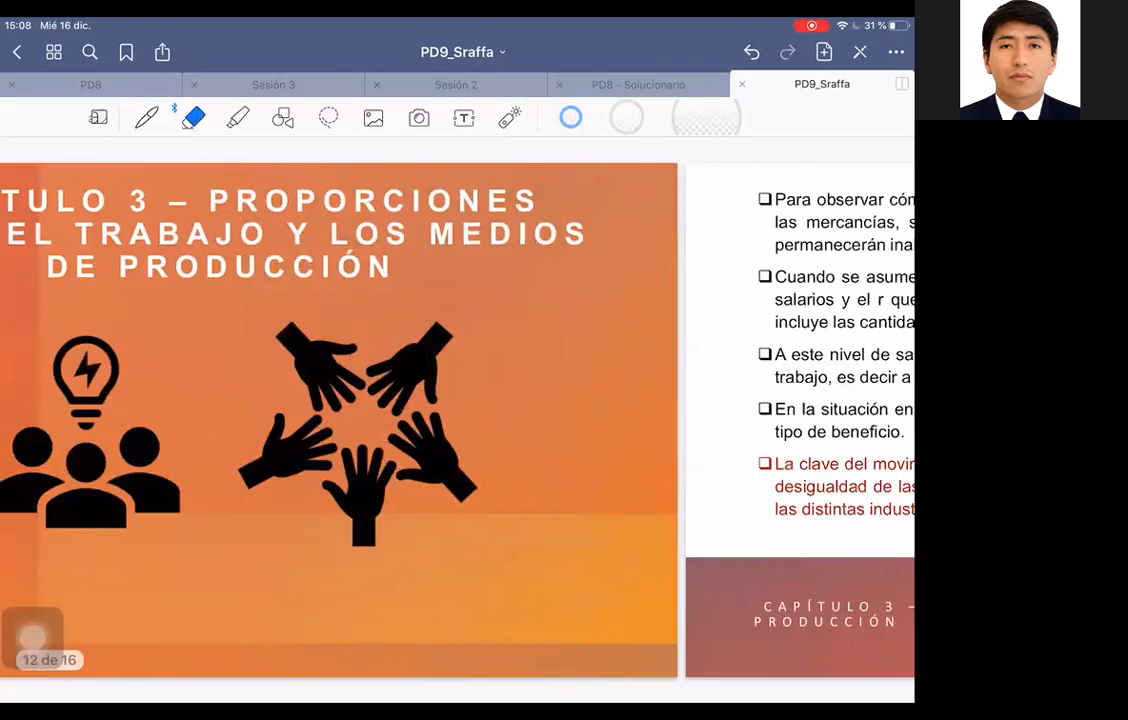 15:08 Mié 16 dic.
31 %
PD9_Sraffa
PD8
Sesión 3
Sesión 2
PD8 - Solucionario
PD9_Sraffa
T
TULO 3 – PROPORCIONES
EL TRABAJO Y LOS MEDIOS
DE PRODUCCIÓN
12 de 16
Para observar cóm
las mercancías, s
permanecerán ina
Cuando se asume
salarios y el r que
incluye las cantida
A este nivel de sa
trabajo, es decir a
En la situación en
tipo de beneficio.
La clave del movin
desigualdad de las
las distintas indust
CAPÍTULO 3 –
PRODUCCIÓN